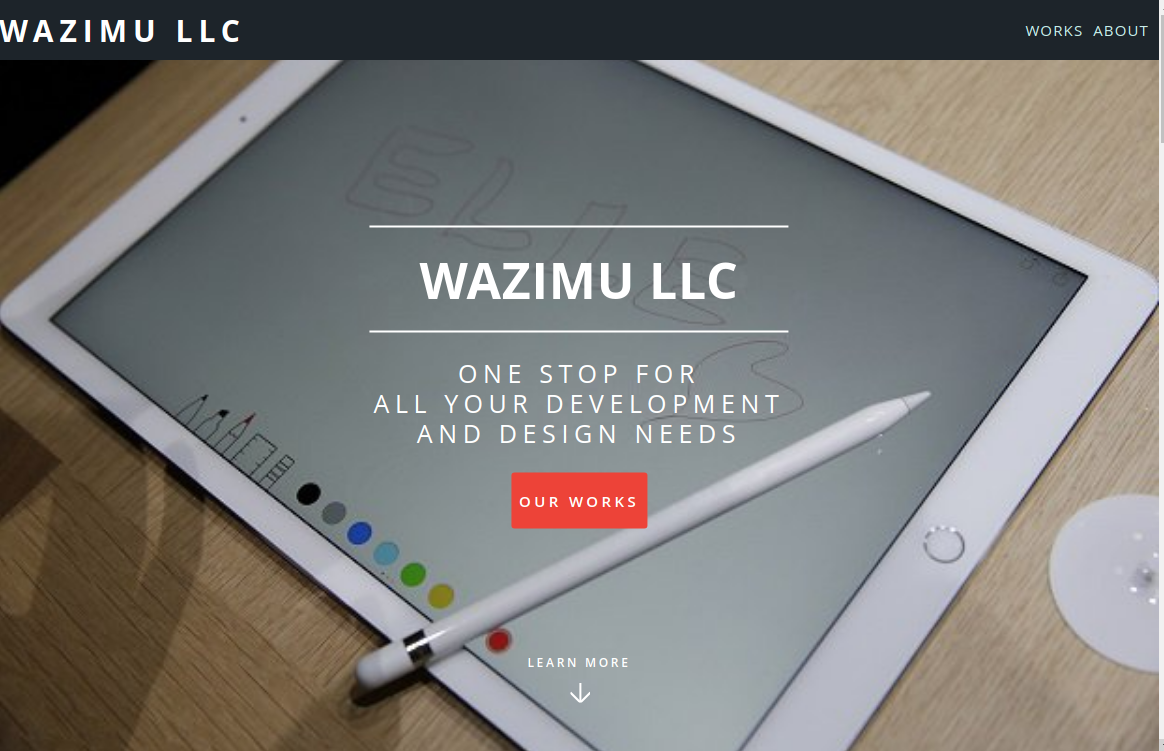 WAZIMU LLC
WORKS ABOUT
ELLE
WAZIMU LLC
ONE STOP FOR
ALL YOUR DEVELOPMENT
AND DESIGN NEEDS
OUR WORKS
LEARN MORE